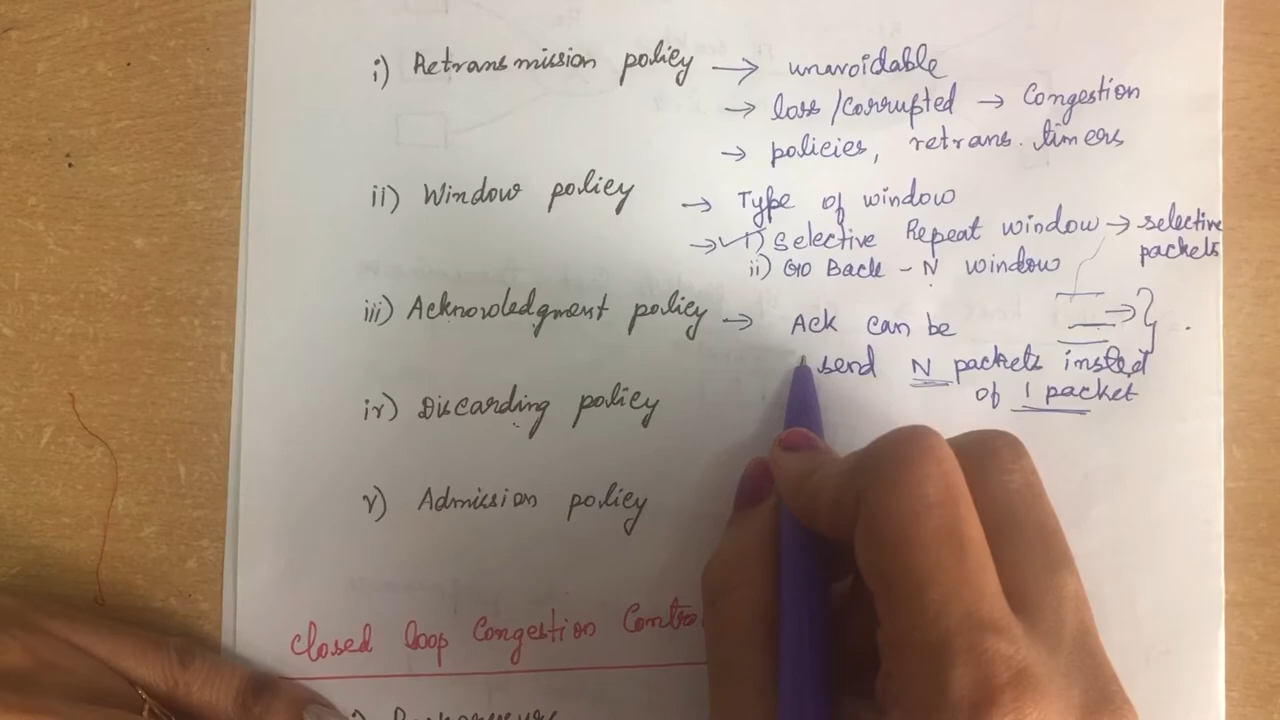 i) Retransmission policy → unavoidable
→ loss/corrupted → Congestion
→ policies, retrans. timers
ii) Window policy → Type of window
→ ✓ i) Selective Repeat window → selective packets
ii) Go Back - N window
iii) Acknowledgment policy → Ack can be
send N packets insted
of 1 packet
iv) Discarding policy
v) Admission policy
Closed loop Congestion